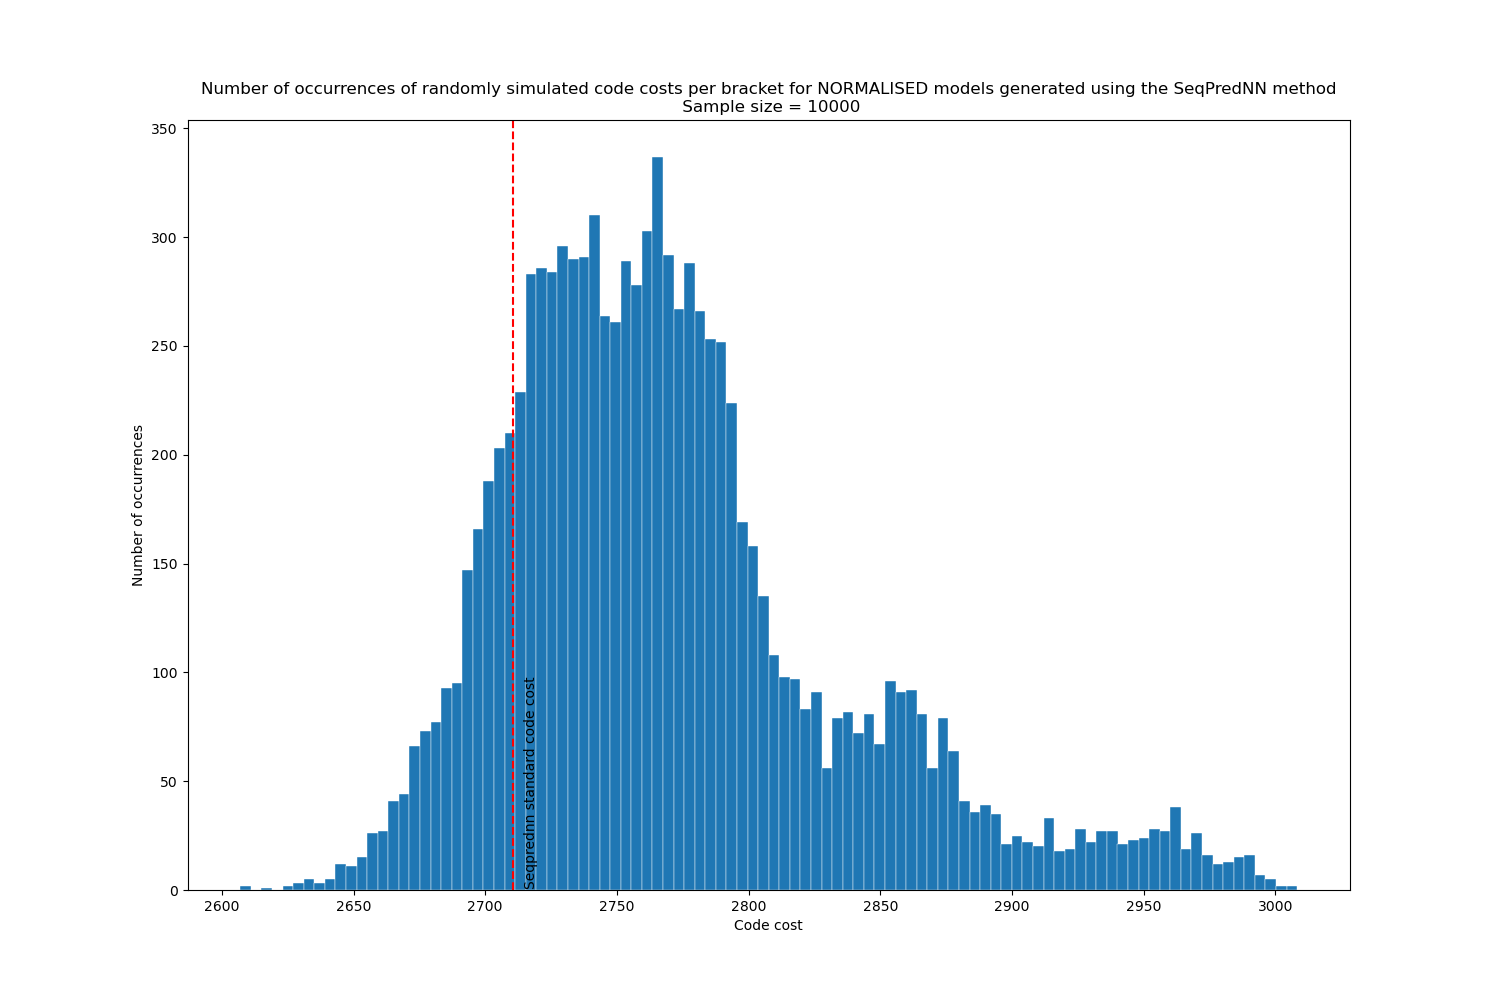 Number of occurrences of randomly simulated code costs per bracket for NORMALISED models generated using the SeqPredNN method
Sample size = 10000
350
300
250
200
150
100
50
0
Number of occurrences
Seqprednn standard code cost
2600 2650 2700 2750 2800 2850 2900 2950 3000
Code cost